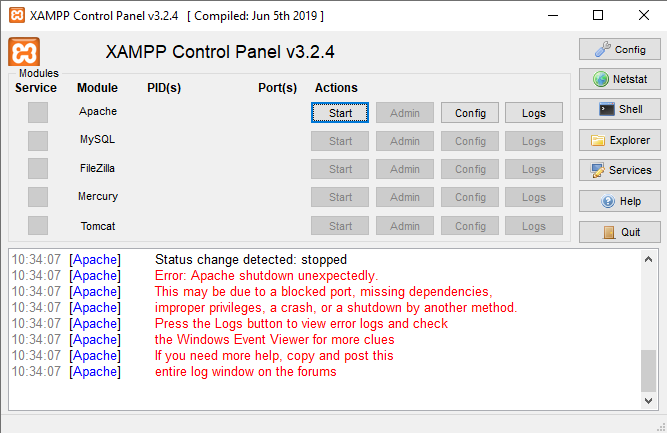 XAMPP Control Panel v3.2.4 [ Compiled: Jun 5th 2019 ]
XAMPP Control Panel v3.2.4
Config
Modules
Service Module PID(s) Port(s) Actions
Netstat
Apache Start Admin Config Logs
Shell
MySQL Start Admin Config Logs
Explorer
FileZilla Start Admin Config Logs
Services
Mercury Start Admin Config Logs
Help
Tomcat Start Admin Config Logs
Quit
10:34:07 [Apache] Status change detected: stopped
10:34:07 [Apache] Error: Apache shutdown unexpectedly.
10:34:07 [Apache] This may be due to a blocked port, missing dependencies,
10:34:07 [Apache] improper privileges, a crash, or a shutdown by another method.
10:34:07 [Apache] Press the Logs button to view error logs and check
10:34:07 [Apache] the Windows Event Viewer for more clues
10:34:07 [Apache] If you need more help, copy and post this
10:34:07 [Apache] entire log window on the forums